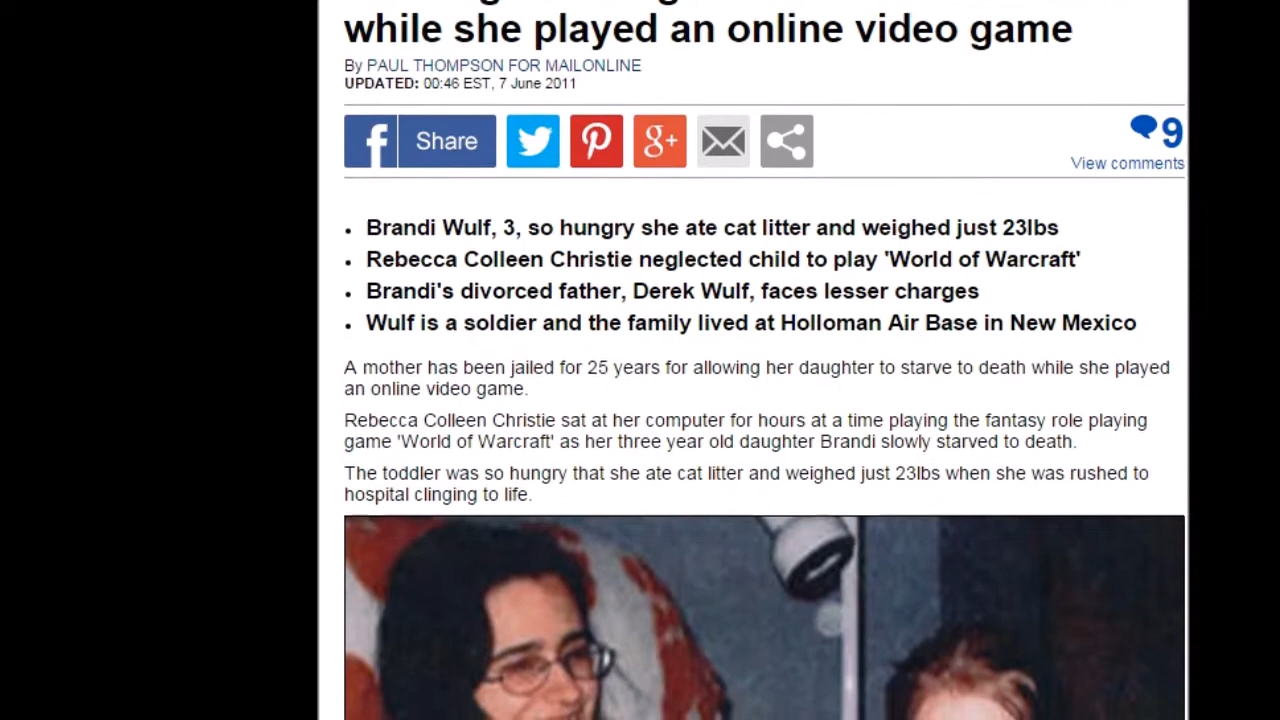 while she played an online video game
By PAUL THOMPSON FOR MAILONLINE
UPDATED: 00:46 EST, 7 June 2011
f Share g+ 9
View comments
• Brandi Wulf, 3, so hungry she ate cat litter and weighed just 23lbs
• Rebecca Colleen Christie neglected child to play 'World of Warcraft'
• Brandi's divorced father, Derek Wulf, faces lesser charges
• Wulf is a soldier and the family lived at Holloman Air Base in New Mexico
A mother has been jailed for 25 years for allowing her daughter to starve to death while she played
an online video game.
Rebecca Colleen Christie sat at her computer for hours at a time playing the fantasy role playing
game 'World of Warcraft' as her three year old daughter Brandi slowly starved to death.
The toddler was so hungry that she ate cat litter and weighed just 23lbs when she was rushed to
hospital clinging to life.